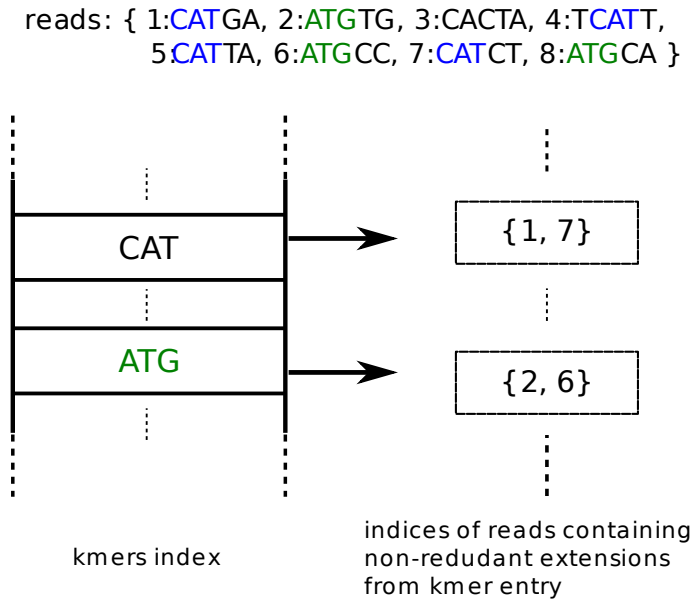 reads: { 1:CATGA, 2:ATGTG, 3:CACTA, 4:TCATT,
5:CATTA, 6:ATGCC, 7:CATCT, 8:ATGCA }
CAT
{1, 7}
ATG
{2, 6}
kmers index
indices of reads containing
non-redudant extensions
from kmer entry